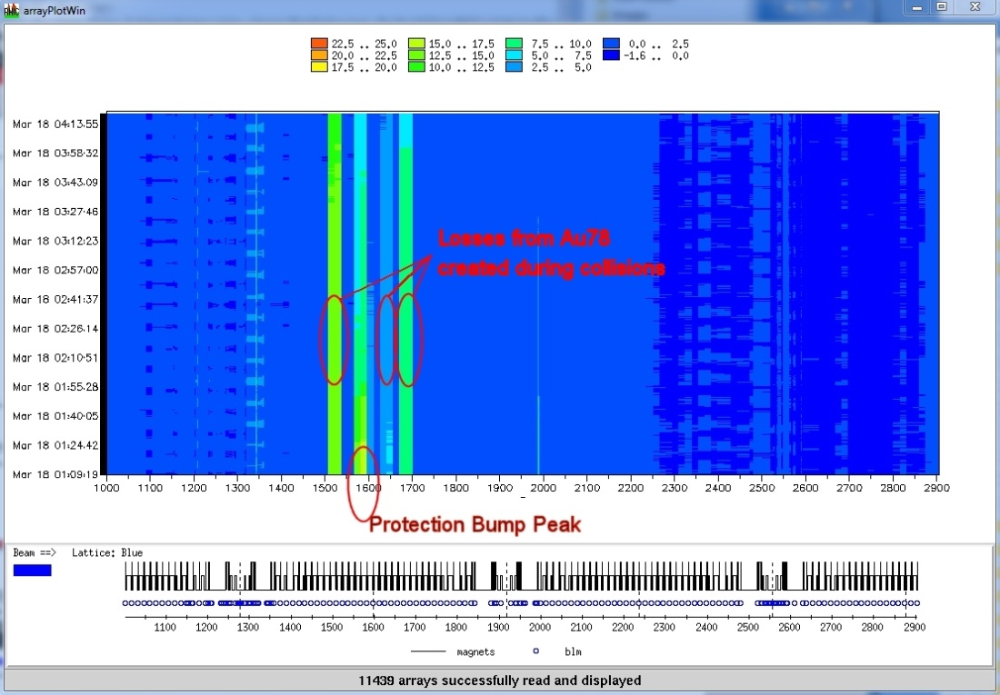 RHIC arrayPlotWin
22.5 .. 25.0 15.0 .. 17.5 7.5 .. 10.0 0.0 .. 2.5
20.0 .. 22.5 12.5 .. 15.0 5.0 .. 7.5 -1.6 .. 0.0
17.5 .. 20.0 10.0 .. 12.5 2.5 .. 5.0
Mar 18 04:13:55
Mar 18 03:58:32
Mar 18 03:43:09
Mar 18 03:27:46
Mar 18 03:12:23
Mar 18 02:57:00
Mar 18 02:41:37
Mar 18 02:26:14
Mar 18 02:10:51
Mar 18 01:55:28
Mar 18 01:40:05
Mar 18 01:24:42
Mar 18 01:09:19
Losses from Au78
created during collisions
1000 1100 1200 1300 1400 1500 1600 1700 1800 1900 2000 2100 2200 2300 2400 2500 2600 2700 2800 2900
Protection Bump Peak
Beam ==> Lattice: Blue
1100 1200 1300 1400 1500 1600 1700 1800 1900 2000 2100 2200 2300 2400 2500 2600 2700 2800 2900
magnets blm
11439 arrays successfully read and displayed